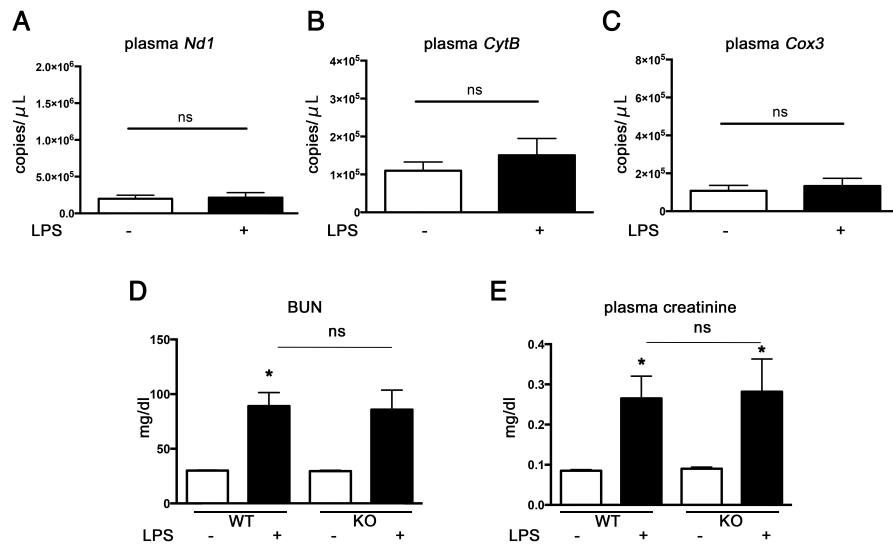 A
plasma Nd1
copies/μL
2.0×10⁶
1.5×10⁶
1.0×10⁶
5.0×10⁵
0.0
ns
LPS - +
B
plasma CytB
copies/μL
4×10⁵
3×10⁵
2×10⁵
1×10⁵
0
ns
- +
C
plasma Cox3
copies/μL
8×10⁵
6×10⁵
4×10⁵
2×10⁵
0
ns
LPS - +
D
BUN
mg/dl
150
100
50
0
ns
*
WT KO
LPS - + - +
E
plasma creatinine
mg/dl
0.4
0.3
0.2
0.1
0.0
ns
* *
WT KO
LPS - + - +